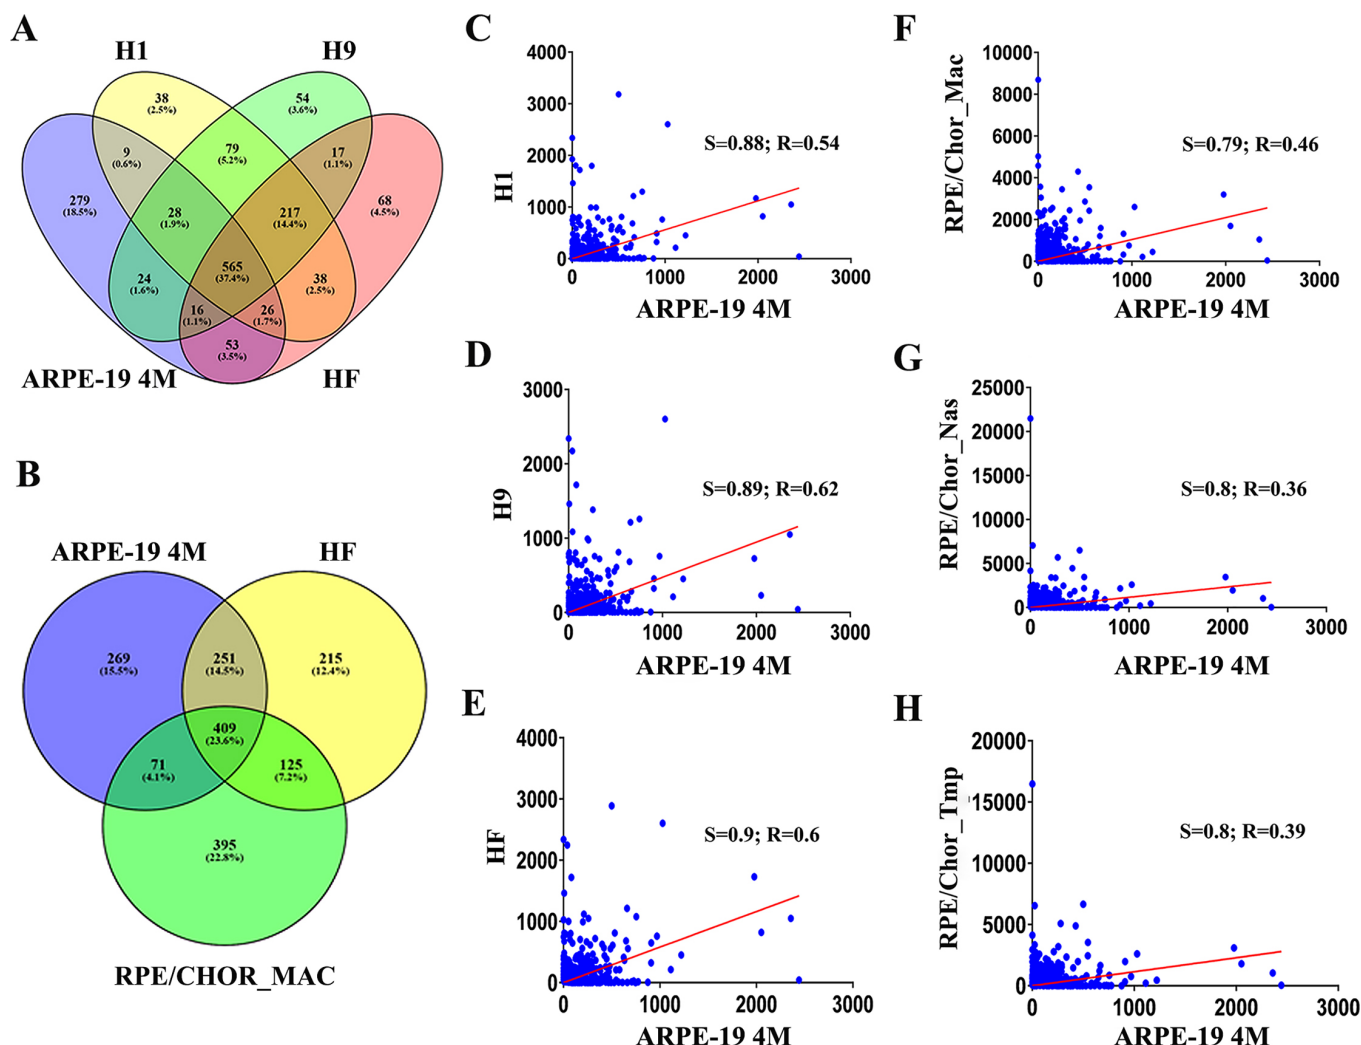 A
H1
H9
38
(2.5%)
54
(3.6%)
9
(0.6%)
79
(5.2%)
17
(1.1%)
279
(18.5%)
28
(1.9%)
217
(14.4%)
68
(4.5%)
565
(37.4%)
24
(1.6%)
38
(2.5%)
16
(1.1%)
26
(1.7%)
53
(3.5%)
ARPE-19 4M
HF
B
ARPE-19 4M
HF
269
(15.5%)
251
(14.5%)
215
(12.4%)
409
(23.6%)
71
(4.1%)
125
(7.2%)
395
(22.8%)
RPE/CHOR_MAC
C
H1
4000
3000
2000
1000
0
S=0.88; R=0.54
0 1000 2000 3000
ARPE-19 4M
D
H9
3000
2000
1000
0
S=0.89; R=0.62
0 1000 2000 3000
ARPE-19 4M
E
HF
4000
3000
2000
1000
0
S=0.9; R=0.6
0 1000 2000 3000
ARPE-19 4M
F
RPE/Chor_Mac
10000
8000
6000
4000
2000
0
S=0.79; R=0.46
0 1000 2000 3000
ARPE-19 4M
G
RPE/Chor_Nas
25000
20000
15000
10000
5000
0
S=0.8; R=0.36
0 1000 2000 3000
ARPE-19 4M
H
RPE/Chor_Tmp
20000
15000
10000
5000
0
S=0.8; R=0.39
0 1000 2000 3000
ARPE-19 4M